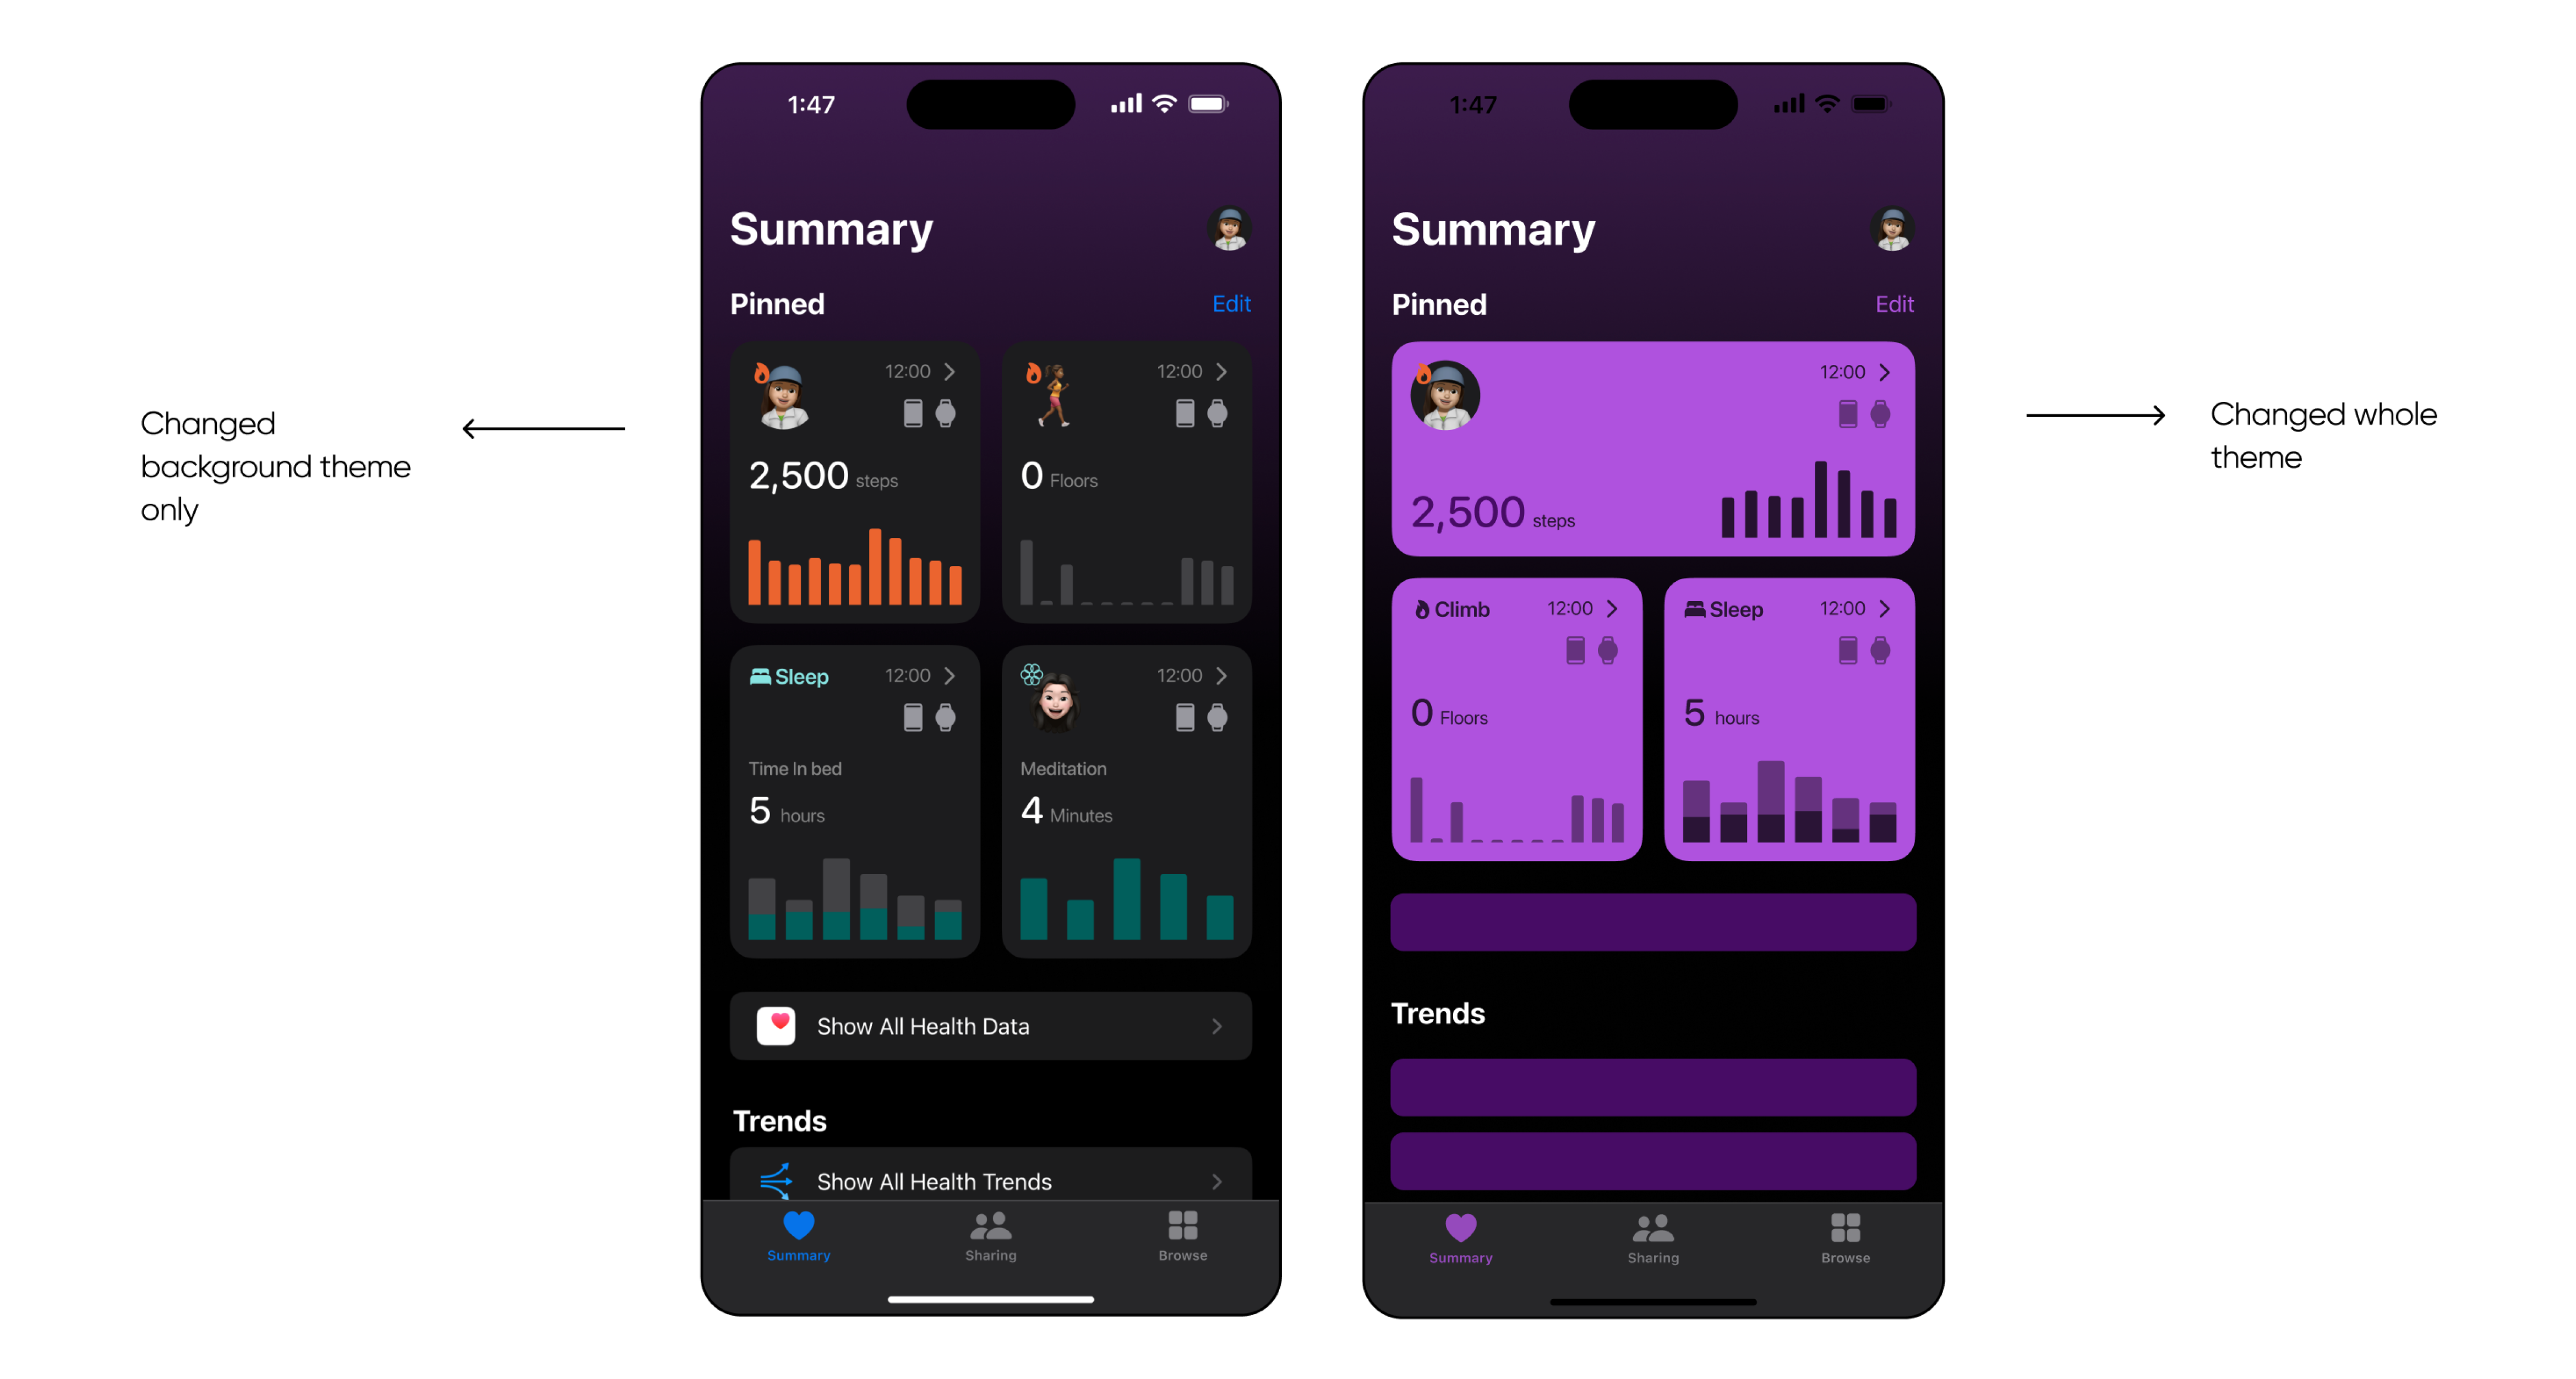 Changed
background theme
only
1:47
Summary
Pinned
Edit
12:00
2,500 steps
12:00
0 Floors
Sleep
12:00
Time In bed
5 hours
12:00
Meditation
4 Minutes
Show All Health Data
Trends
Show All Health Trends
Summary
Sharing
Browse
1:47
Summary
Pinned
Edit
12:00
2,500 steps
Climb
12:00
0 Floors
Sleep
12:00
5 hours
Trends
Summary
Sharing
Browse
Changed whole
theme